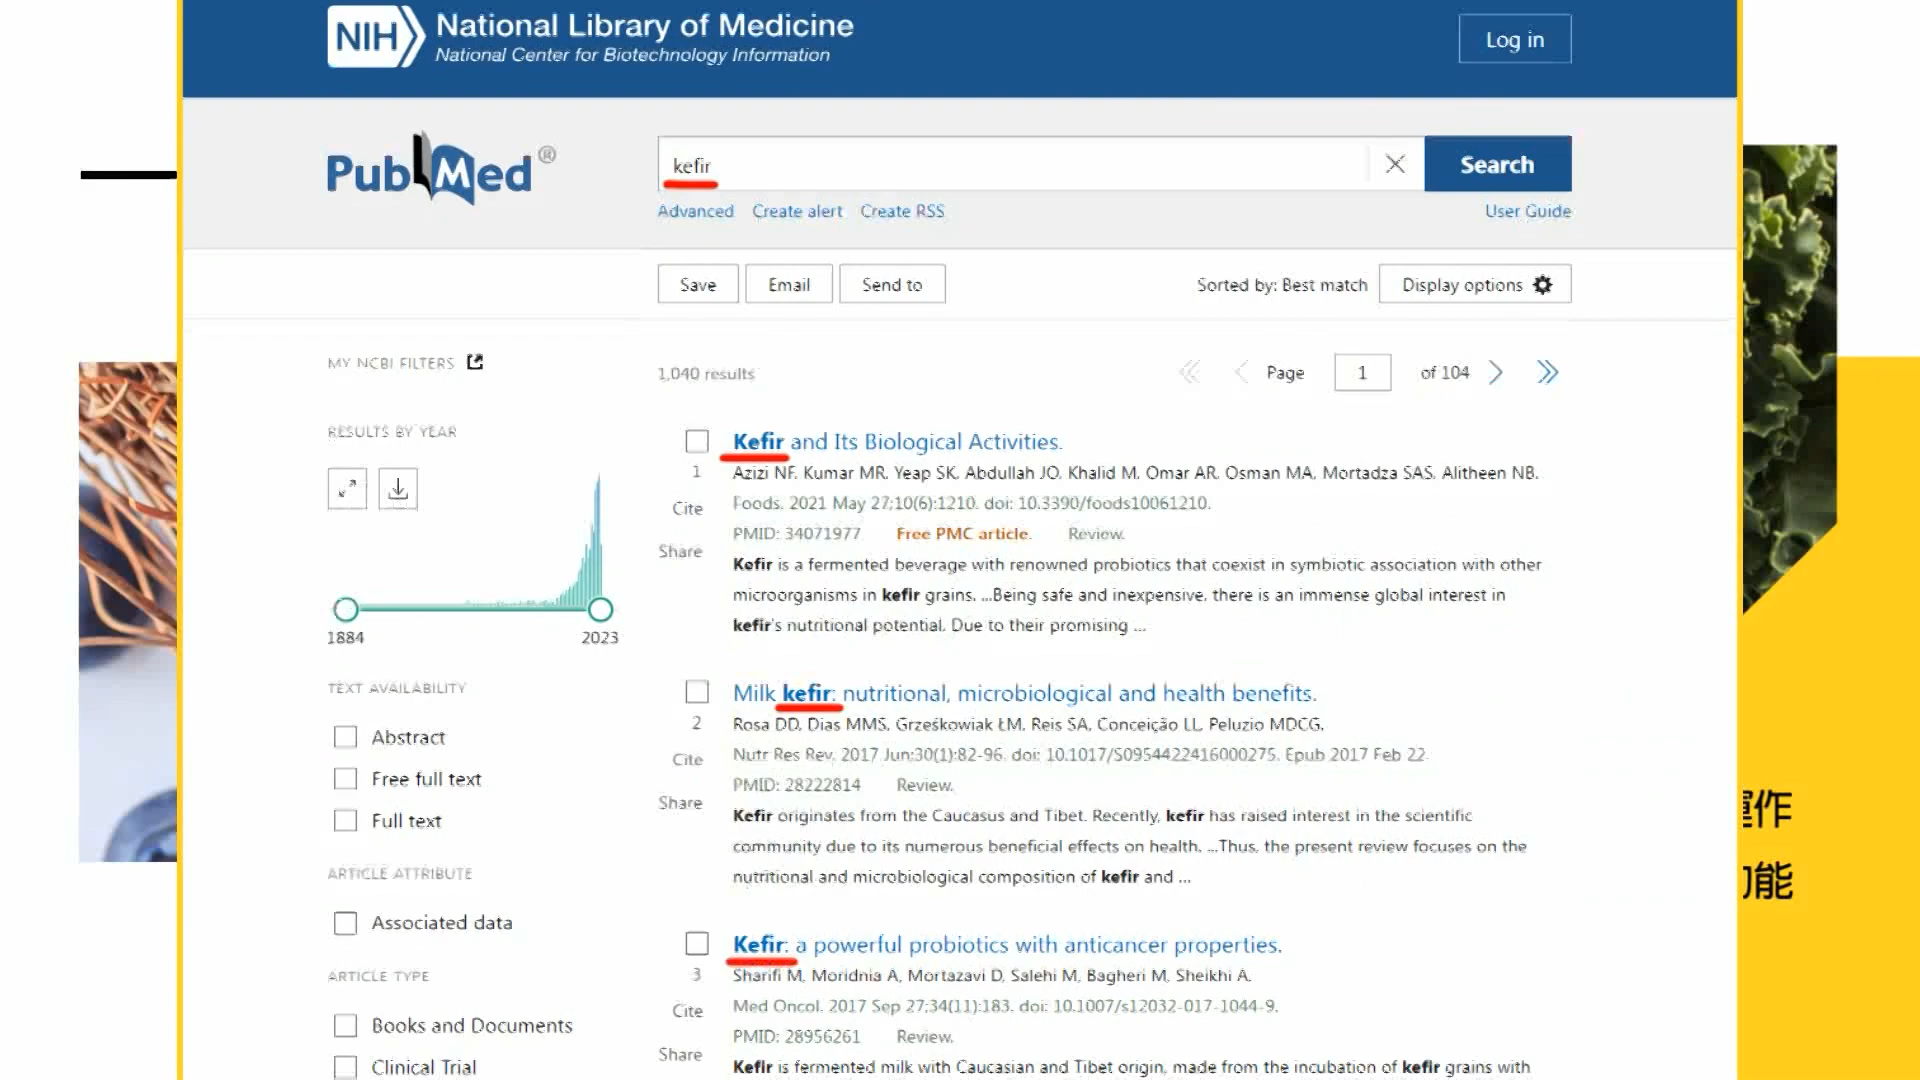 NIH National Library of Medicine
National Center for Biotechnology Information
Log in
PubMed®
kefir
Search
Advanced Create alert Create RSS
User Guide
Save Email Send to
Sorted by: Best match Display options
MY NCBI FILTERS
1,040 results
Page 1 of 104
RESULTS BY YEAR
1884 2023
TEXT AVAILABILITY
Abstract
Free full text
Full text
ARTICLE ATTRIBUTE
Associated data
ARTICLE TYPE
Books and Documents
Clinical Trial
Kefir and Its Biological Activities.
1
Cite
Share
Azizi NF, Kumar MR, Yeap SK, Abdullah JO, Khalid M, Omar AR, Osman MA, Mortadza SAS, Alitheen NB.
Foods. 2021 May 27;10(6):1210. doi: 10.3390/foods10061210.
PMID: 34071977 Free PMC article. Review.
Kefir is a fermented beverage with renowned probiotics that coexist in symbiotic association with other
microorganisms in kefir grains. ...Being safe and inexpensive, there is an immense global interest in
kefir's nutritional potential. Due to their promising ...
Milk kefir: nutritional, microbiological and health benefits.
2
Cite
Share
Rosa DD, Dias MMS, Grześkowiak ŁM, Reis SA, Conceição LL, Peluzio MDCG.
Nutr Res Rev. 2017 Jun;30(1):82-96. doi: 10.1017/S0954422416000275. Epub 2017 Feb 22.
PMID: 28222814 Review.
Kefir originates from the Caucasus and Tibet. Recently, kefir has raised interest in the scientific
community due to its numerous beneficial effects on health. ...Thus, the present review focuses on the
nutritional and microbiological composition of kefir and ...
Kefir: a powerful probiotics with anticancer properties.
3
Cite
Share
Sharifi M, Moridnia A, Mortazavi D, Salehi M, Bagheri M, Sheikhi A.
Med Oncol. 2017 Sep 27;34(11):183. doi: 10.1007/s12032-017-1044-9.
PMID: 28956261 Review.
Kefir is fermented milk with Caucasian and Tibet origin, made from the incubation of kefir grains with
作
能